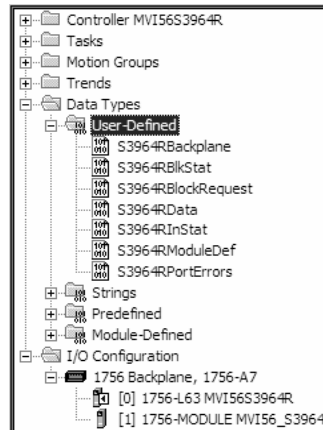 Controller MVI56S3964R
Tasks
Motion Groups
Trends
Data Types
User-Defined
S3964RBackplane
S3964RBlkStat
S3964RBlockRequest
S3964RData
S3964RInStat
S3964RModuleDef
S3964RPortErrors
Strings
Predefined
Module-Defined
I/O Configuration
1756 Backplane, 1756-A7
[0] 1756-L63 MVI56S3964R
[1] 1756-MODULE MVI56_S3964